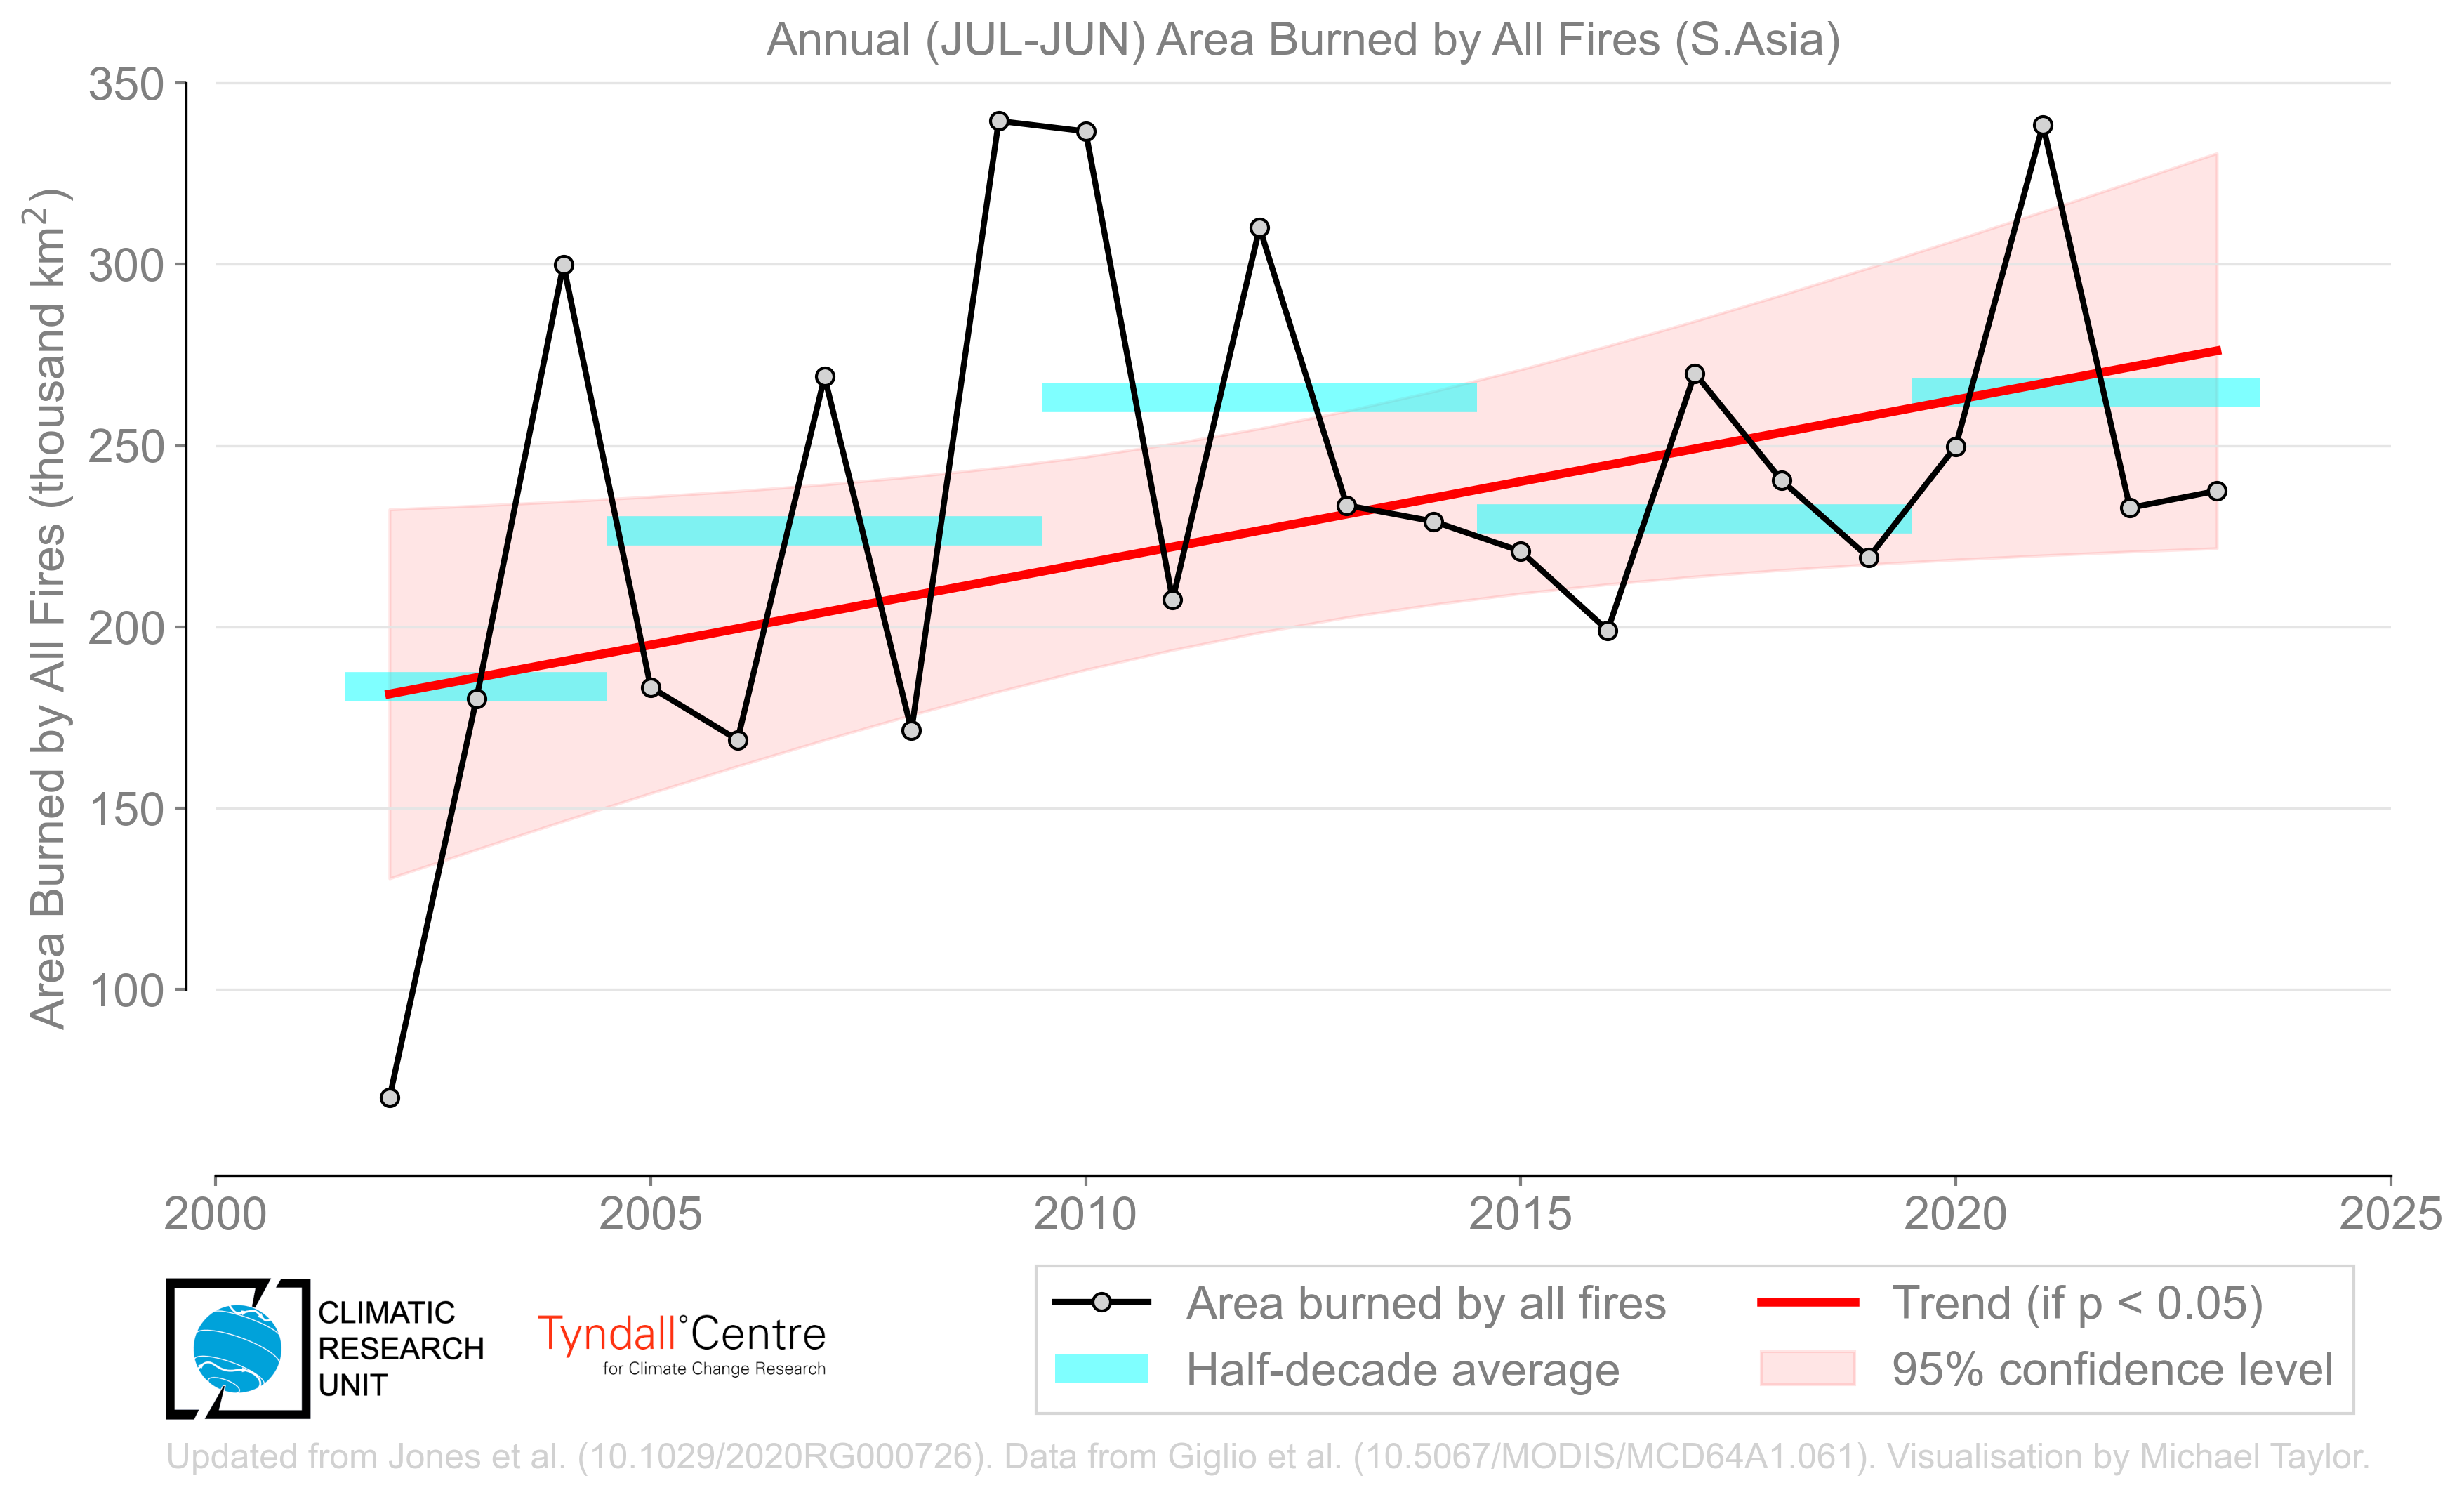 Annual (JUL-JUN) Area Burned by All Fires (S.Asia)
Area Burned by All Fires (thousand km²)
350
300
250
200
150
100
2000 2005 2010 2015 2020 2025
CLIMATIC
RESEARCH
UNIT
Tyndall°Centre
for Climate Change Research
Area burned by all fires
Half-decade average
Trend (if p < 0.05)
95% confidence level
Updated from Jones et al. (10.1029/2020RG000726). Data from Giglio et al. (10.5067/MODIS/MCD64A1.061). Visualisation by Michael Taylor.